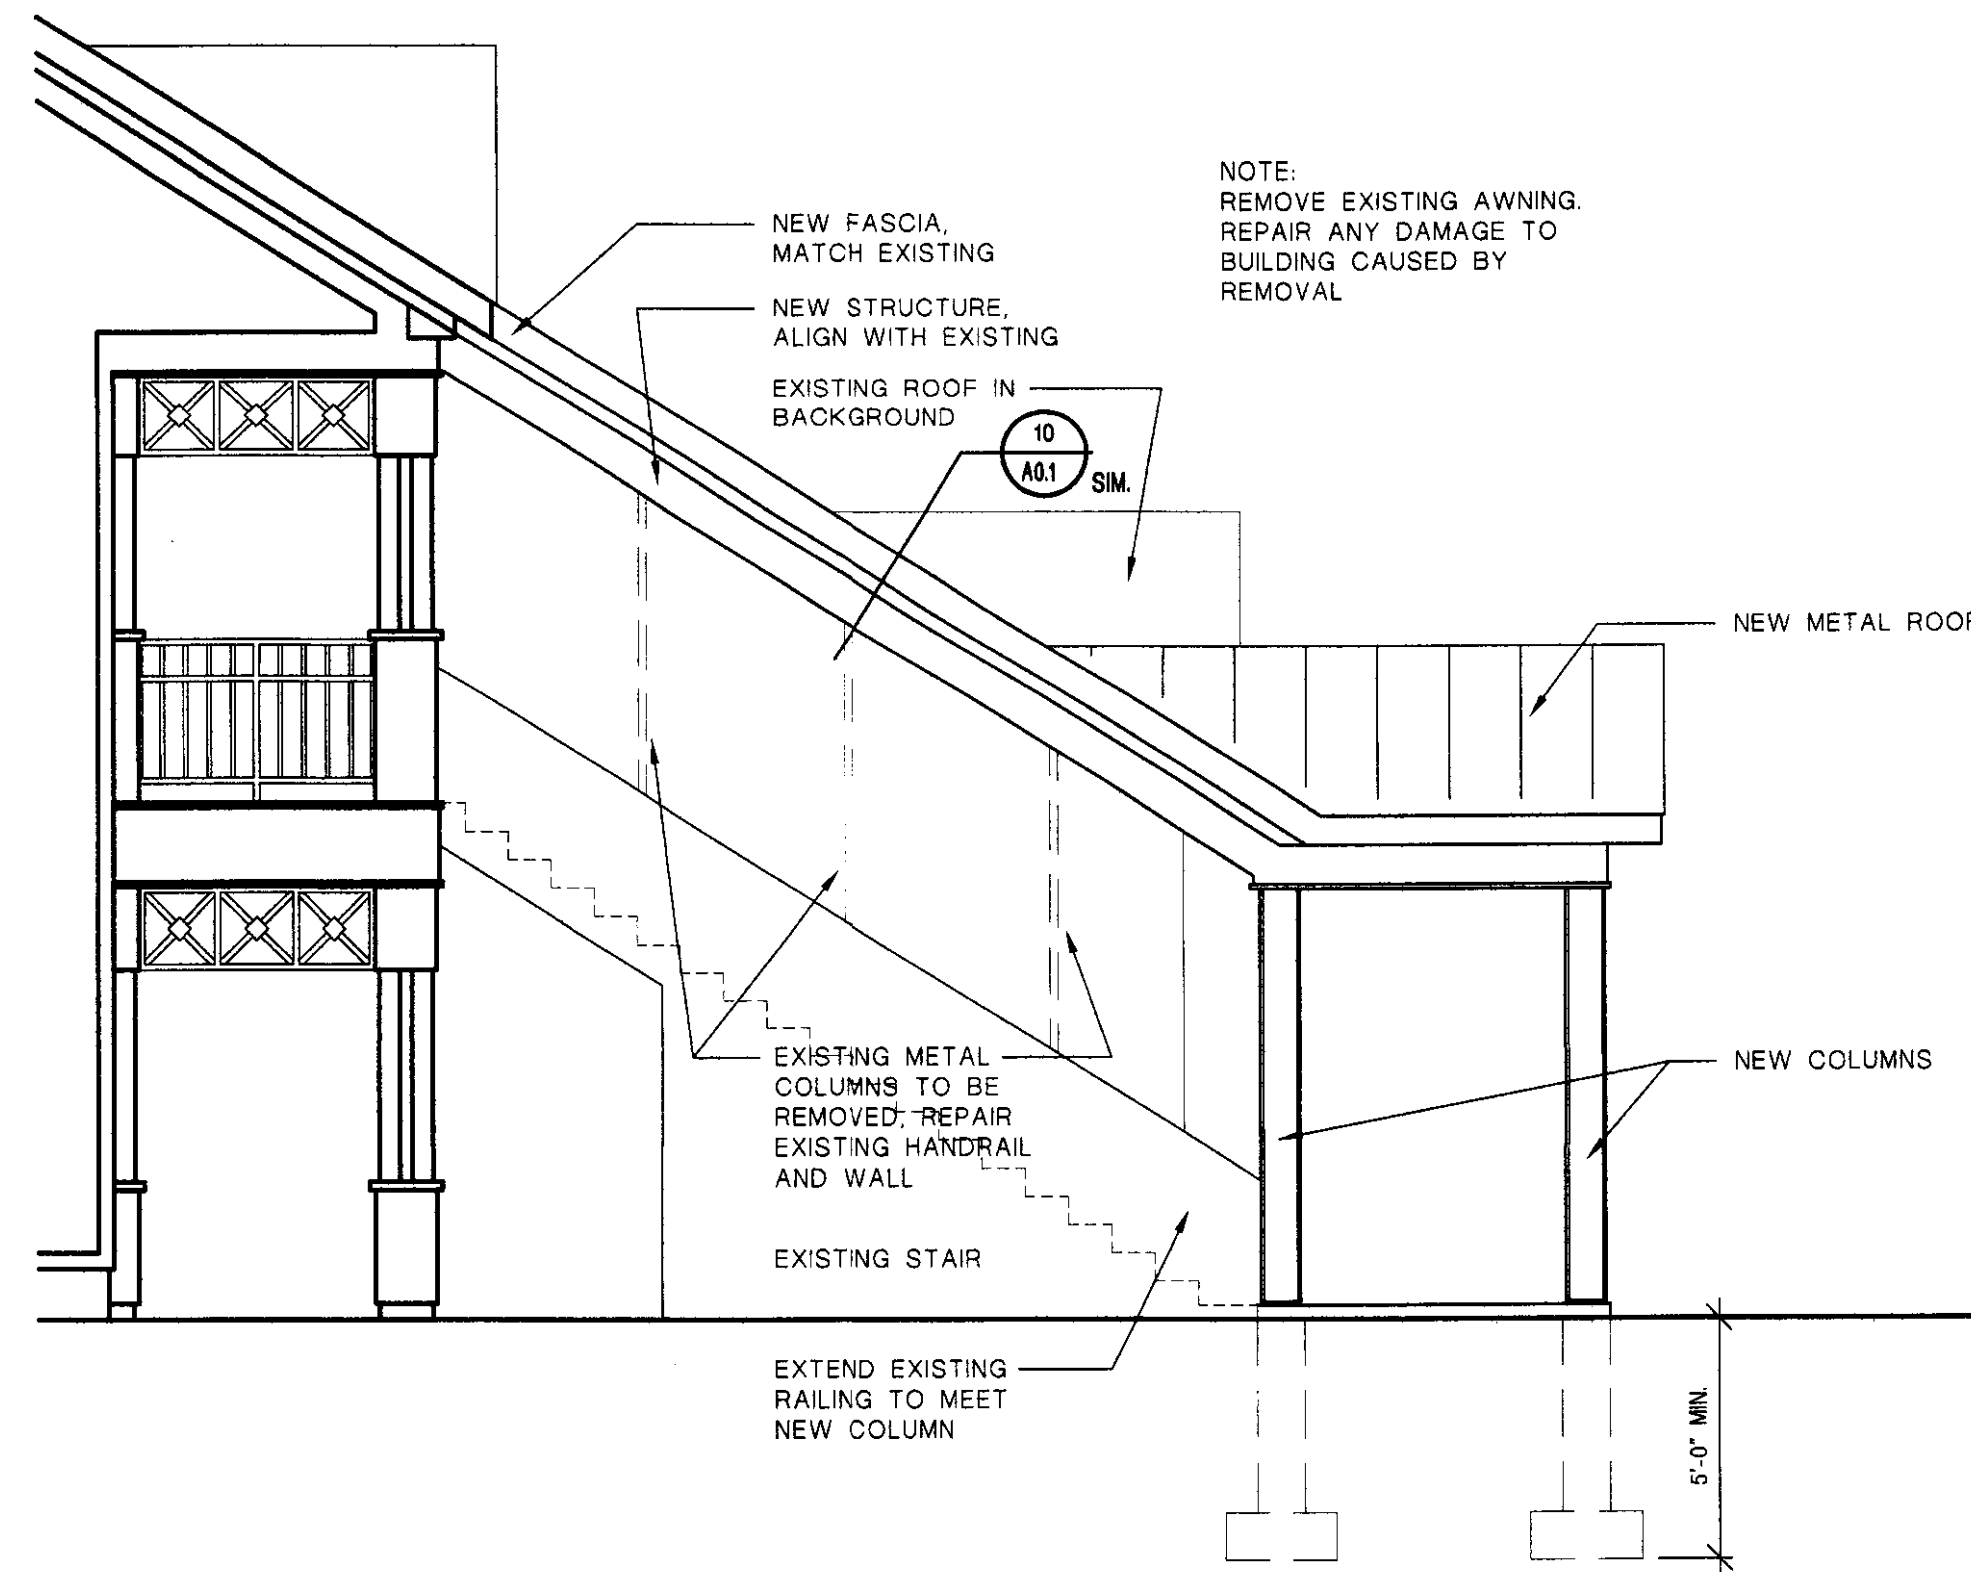 NOTE:
REMOVE EXISTING AWNING.
REPAIR ANY DAMAGE TO
BUILDING CAUSED BY
REMOVAL
NEW FASCIA,
MATCH EXISTING
NEW STRUCTURE,
ALIGN WITH EXISTING
EXISTING ROOF IN
BACKGROUND
10
A0.1
SIM.
NEW METAL ROOF
EXISTING METAL
COLUMNS TO BE
REMOVED, REPAIR
EXISTING HANDRAIL
AND WALL
NEW COLUMNS
EXISTING STAIR
EXTEND EXISTING
RAILING TO MEET
NEW COLUMN
5'-0" MIN.